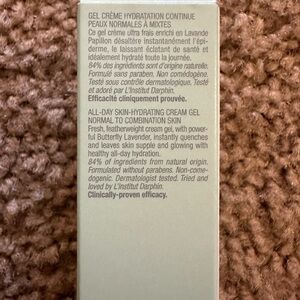 GEL CRÈME HYDRATATION CONTINUE
PEAUX NORMALES À MIXTES
Ce gel crème ultra frais enrichi en Lavande
Papillon désaltère instantanément l'épi-
derme, le laissant éclatant de santé et
idéalement hydraté toute la journée.
84% des ingrédients sont d'origine naturelle.
Formulé sans paraben. Non comédogène.
Testé sous contrôle dermatologique. Testé
et adoré par L'Institut Darphin.
Efficacité cliniquement prouvée.
ALL-DAY SKIN-HYDRATING CREAM GEL
NORMAL TO COMBINATION SKIN
Fresh, featherweight cream gel, with power-
ful Butterfly Lavender, instantly quenches
and leaves skin supple and glowing with
healthy all-day hydration.
84% of ingredients from natural origin.
Formulated without parabens. Non-come-
dogenic. Dermatologist tested. Tried and
loved by L'Institut Darphin.
Clinically-proven efficacy.